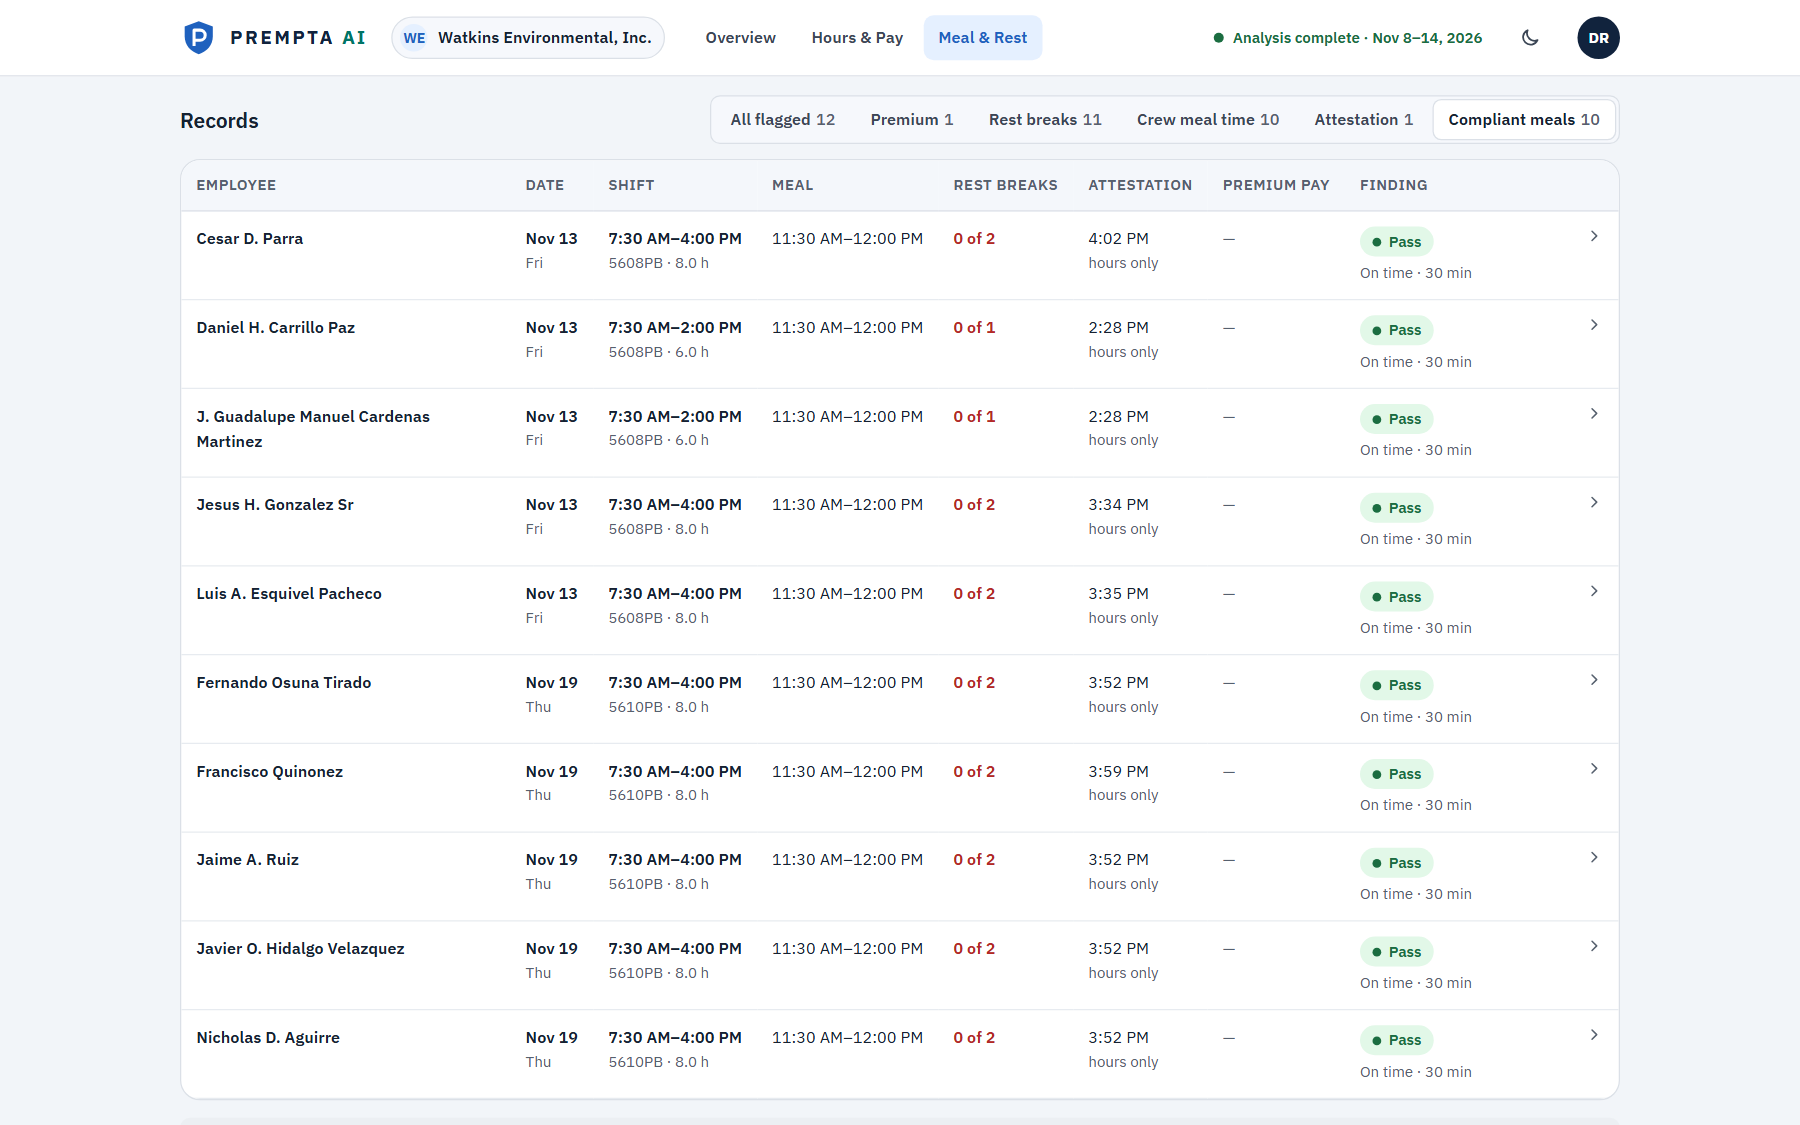 PREMPTA AI
WE Watkins Environmental, Inc.
Overview
Hours & Pay
Meal & Rest
Analysis complete · Nov 8–14, 2026
DR
Records
All flagged 12
Premium 1
Rest breaks 11
Crew meal time 10
Attestation 1
Compliant meals 10
EMPLOYEE DATE SHIFT MEAL REST BREAKS ATTESTATION PREMIUM PAY FINDING
Cesar D. Parra Nov 13 7:30 AM–4:00 PM 11:30 AM–12:00 PM 0 of 2 4:02 PM — Pass
Fri 5608PB · 8.0 h hours only On time · 30 min
Daniel H. Carrillo Paz Nov 13 7:30 AM–2:00 PM 11:30 AM–12:00 PM 0 of 1 2:28 PM — Pass
Fri 5608PB · 6.0 h hours only On time · 30 min
J. Guadalupe Manuel Cardenas Nov 13 7:30 AM–2:00 PM 11:30 AM–12:00 PM 0 of 1 2:28 PM — Pass
Martinez Fri 5608PB · 6.0 h hours only On time · 30 min
Jesus H. Gonzalez Sr Nov 13 7:30 AM–4:00 PM 11:30 AM–12:00 PM 0 of 2 3:34 PM — Pass
Fri 5608PB · 8.0 h hours only On time · 30 min
Luis A. Esquivel Pacheco Nov 13 7:30 AM–4:00 PM 11:30 AM–12:00 PM 0 of 2 3:35 PM — Pass
Fri 5608PB · 8.0 h hours only On time · 30 min
Fernando Osuna Tirado Nov 19 7:30 AM–4:00 PM 11:30 AM–12:00 PM 0 of 2 3:52 PM — Pass
Thu 5610PB · 8.0 h hours only On time · 30 min
Francisco Quinonez Nov 19 7:30 AM–4:00 PM 11:30 AM–12:00 PM 0 of 2 3:59 PM — Pass
Thu 5610PB · 8.0 h hours only On time · 30 min
Jaime A. Ruiz Nov 19 7:30 AM–4:00 PM 11:30 AM–12:00 PM 0 of 2 3:52 PM — Pass
Thu 5610PB · 8.0 h hours only On time · 30 min
Javier O. Hidalgo Velazquez Nov 19 7:30 AM–4:00 PM 11:30 AM–12:00 PM 0 of 2 3:52 PM — Pass
Thu 5610PB · 8.0 h hours only On time · 30 min
Nicholas D. Aguirre Nov 19 7:30 AM–4:00 PM 11:30 AM–12:00 PM 0 of 2 3:52 PM — Pass
Thu 5610PB · 8.0 h hours only On time · 30 min